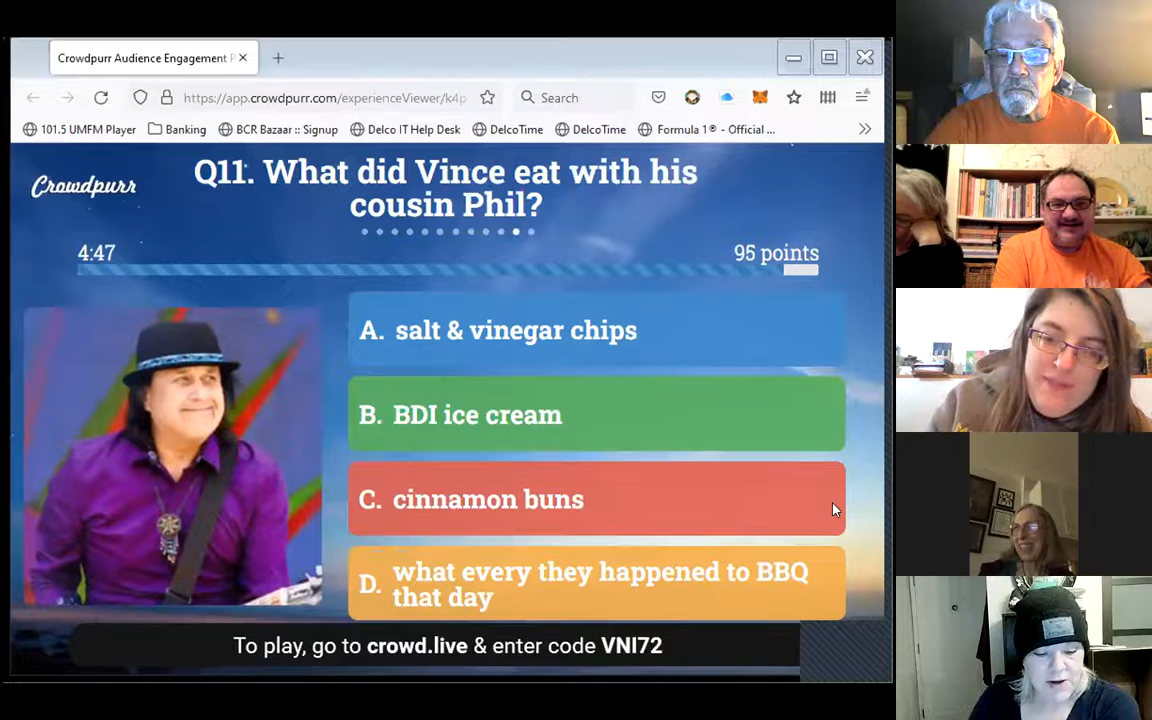 Crowdpurr Audience Engagement P
https://app.crowdpurr.com/experienceViewer/k4p
Search
101.5 UMFM Player
Banking
BCR Bazaar :: Signup
Delco IT Help Desk
DelcoTime
DelcoTime
Formula 1® - Official ...
Crowdpurr
Q11. What did Vince eat with his
cousin Phil?
4:47
95 points
A. salt & vinegar chips
B. BDI ice cream
C. cinnamon buns
D. what every they happened to BBQ
that day
To play, go to crowd.live & enter code VNI72